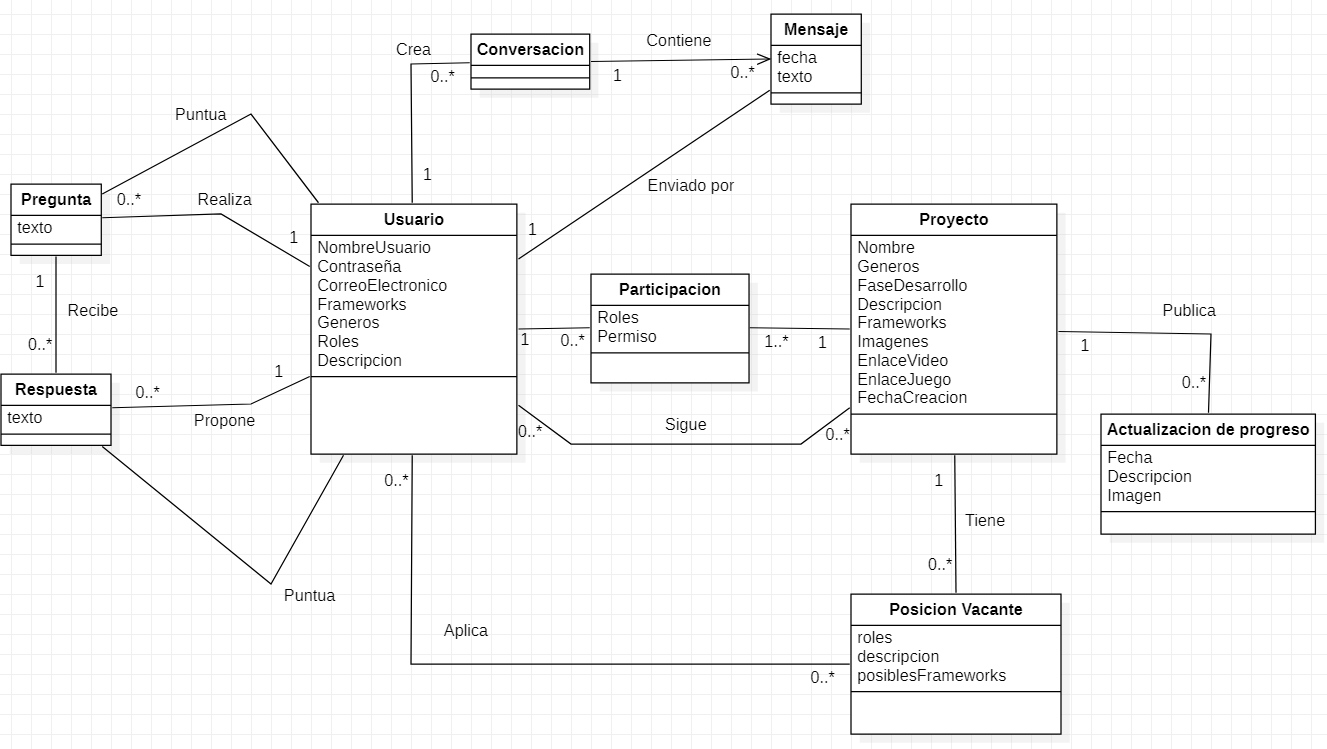 Mensaje
fecha
texto
Crea
Conversacion
Contiene
0..*
1
0..*
Puntua
1
Pregunta
texto
0..*
Realiza
1
Enviado por
1
Usuario
NombreUsuario
Contraseña
CorreoElectronico
Frameworks
Generos
Roles
Descripcion
Proyecto
Nombre
Generos
FaseDesarrollo
Descripcion
Frameworks
Imagenes
EnlaceVideo
EnlaceJuego
FechaCreacion
1
Recibe
0..*
Participacion
Roles
Permiso
1
0..*
1..*
1
Publica
1
0..*
Respuesta
texto
0..*
1
Propone
0..*
Sigue
0..*
Actualizacion de progreso
Fecha
Descripcion
Imagen
0..*
1
Tiene
0..*
Puntua
Aplica
0..*
Posicion Vacante
roles
descripcion
posiblesFrameworks